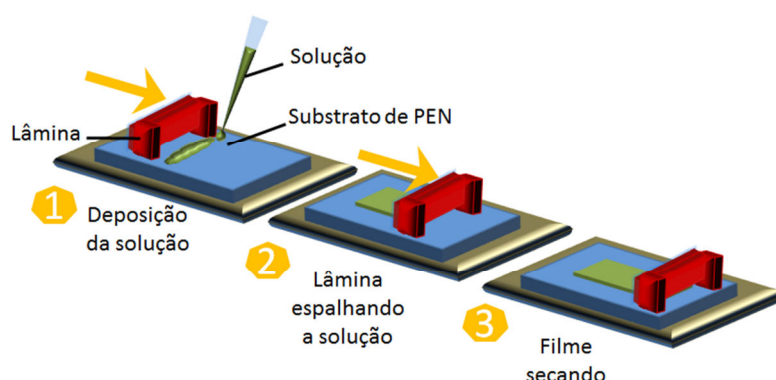 Solução
Substrato de PEN
Lâmina
1
Deposição
da solução
2
Lâmina
espalhando
a solução
3
Filme
secando